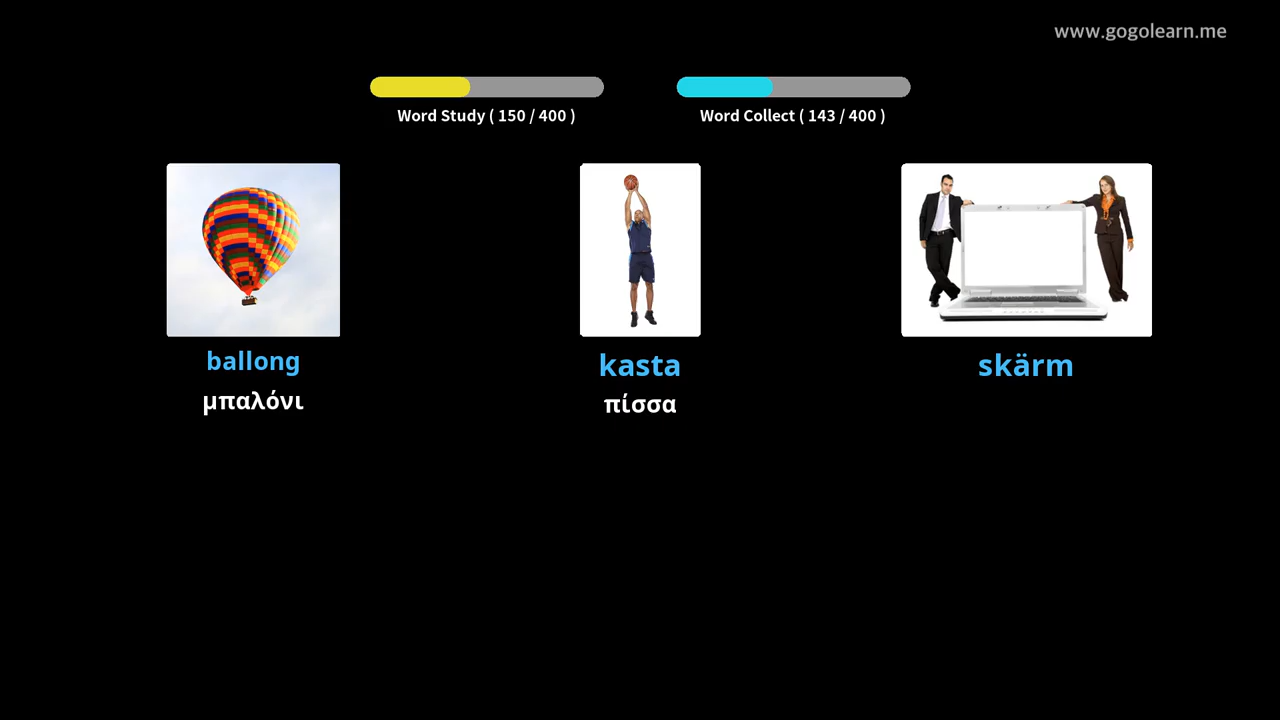 www.gogolearn.me
Word Study ( 150 / 400 )
Word Collect ( 143 / 400 )
ballong
μπαλόνι
kasta
πίσσα
skärm